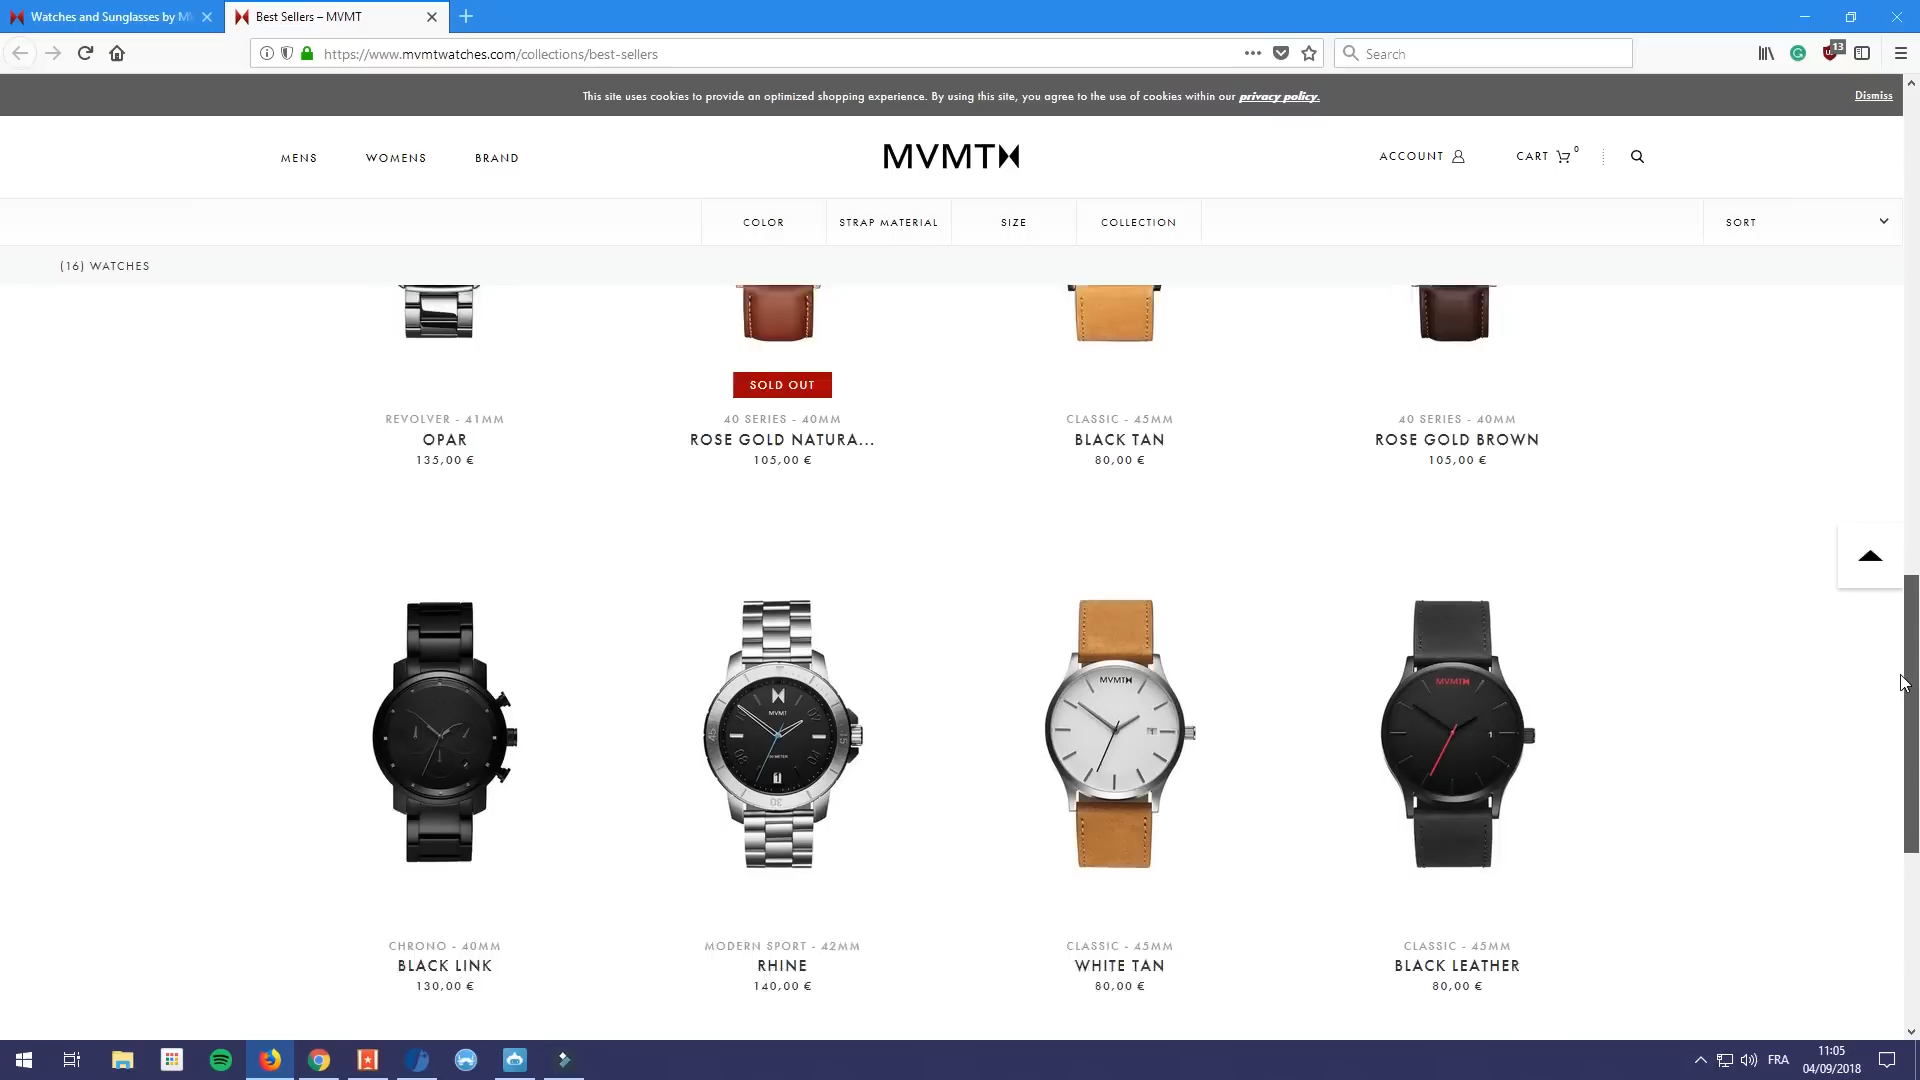 Watches and Sunglasses by M
Best Sellers – MVMT
https://www.mvmtwatches.com/collections/best-sellers
Search
13
This site uses cookies to provide an optimized shopping experience. By using this site, you agree to the use of cookies within our privacy policy.
Dismiss
MENS WOMENS BRAND
MVMT
ACCOUNT CART 0
COLOR STRAP MATERIAL SIZE COLLECTION SORT
(16) WATCHES
SOLD OUT
REVOLVER - 41MM
OPAR
135,00 €
40 SERIES - 40MM
ROSE GOLD NATURA...
105,00 €
CLASSIC - 45MM
BLACK TAN
80,00 €
40 SERIES - 40MM
ROSE GOLD BROWN
105,00 €
MVMT
MVMT
MVMT
CHRONO - 40MM
BLACK LINK
130,00 €
MODERN SPORT - 42MM
RHINE
140,00 €
CLASSIC - 45MM
WHITE TAN
80,00 €
CLASSIC - 45MM
BLACK LEATHER
80,00 €
FRA
11:05
04/09/2018